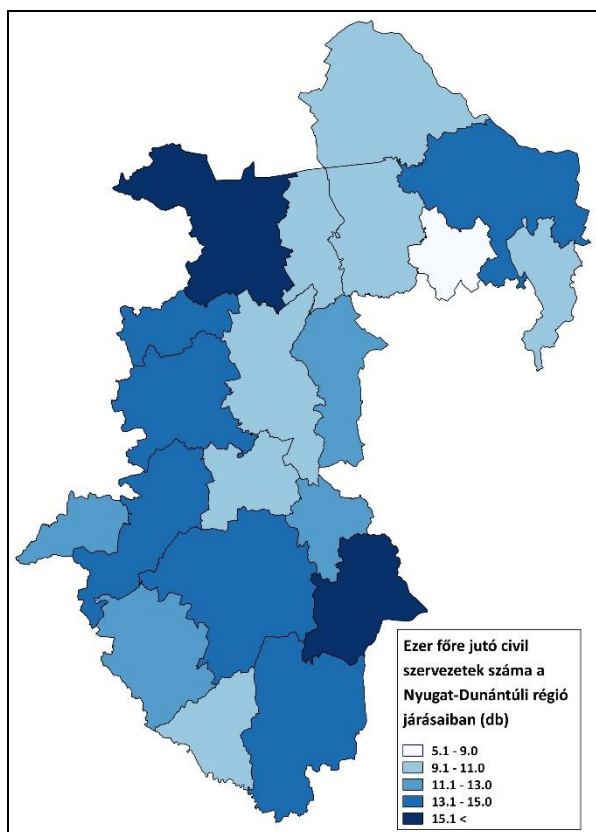 Ezer főre jutó civil
szervezetek száma a
Nyugat-Dunántúli régió
járásaiban (db)
5.1 - 9.0
9.1 - 11.0
11.1 - 13.0
13.1 - 15.0
15.1 <